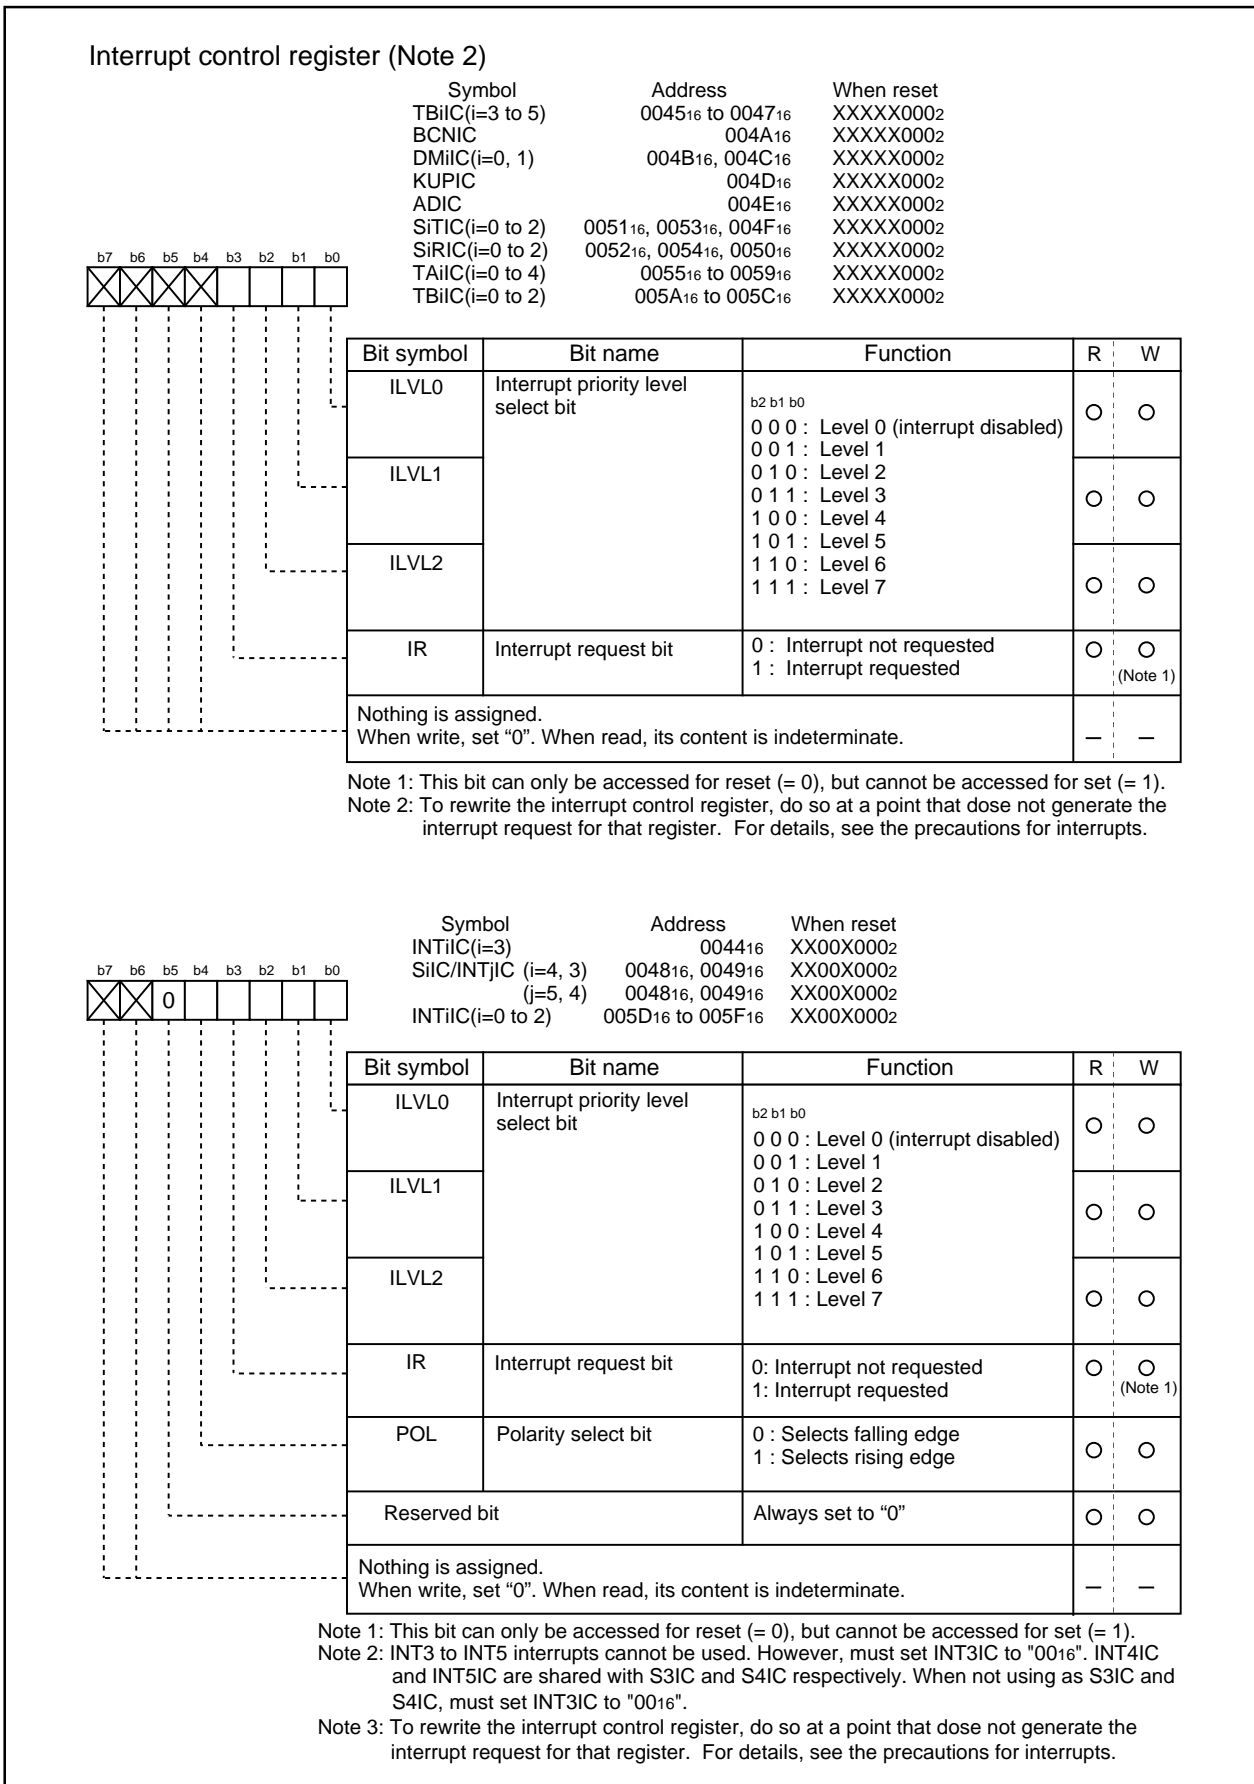 Interrupt control register (Note 2)
Symbol Address When reset
TBiIC(i=3 to 5) 004516 to 004716 XXXXX0002
BCNIC 004A16 XXXXX0002
DMiIC(i=0, 1) 004B16, 004C16 XXXXX0002
KUPIC 004D16 XXXXX0002
ADIC 004E16 XXXXX0002
SiTIC(i=0 to 2) 005116, 005316, 004F16 XXXXX0002
SiRIC(i=0 to 2) 005216, 005416, 005016 XXXXX0002
TAiIC(i=0 to 4) 005516 to 005916 XXXXX0002
TBiIC(i=0 to 2) 005A16 to 005C16 XXXXX0002
b7 b6 b5 b4 b3 b2 b1 b0
Bit symbol Bit name Function R W
ILVL0 Interrupt priority level
select bit
b2 b1 b0
0 0 0 : Level 0 (interrupt disabled)
0 0 1 : Level 1
ILVL1 0 1 0 : Level 2
0 1 1 : Level 3
1 0 0 : Level 4
1 0 1 : Level 5
ILVL2 1 1 0 : Level 6
1 1 1 : Level 7
IR Interrupt request bit 0 : Interrupt not requested
1 : Interrupt requested
(Note 1)
Nothing is assigned.
When write, set “0”. When read, its content is indeterminate. – –
Note 1: This bit can only be accessed for reset (= 0), but cannot be accessed for set (= 1).
Note 2: To rewrite the interrupt control register, do so at a point that dose not generate the
interrupt request for that register. For details, see the precautions for interrupts.
Symbol Address When reset
INTiIC(i=3) 004416 XX00X0002
SiIC/INTjIC (i=4, 3) 004816, 004916 XX00X0002
(j=5, 4) 004816, 004916 XX00X0002
INTiIC(i=0 to 2) 005D16 to 005F16 XX00X0002
b7 b6 b5 b4 b3 b2 b1 b0
0
Bit symbol Bit name Function R W
ILVL0 Interrupt priority level
select bit
b2 b1 b0
0 0 0 : Level 0 (interrupt disabled)
0 0 1 : Level 1
ILVL1 0 1 0 : Level 2
0 1 1 : Level 3
1 0 0 : Level 4
1 0 1 : Level 5
ILVL2 1 1 0 : Level 6
1 1 1 : Level 7
IR Interrupt request bit 0: Interrupt not requested
1: Interrupt requested
(Note 1)
POL Polarity select bit 0 : Selects falling edge
1 : Selects rising edge
Reserved bit Always set to “0”
Nothing is assigned.
When write, set “0”. When read, its content is indeterminate. – –
Note 1: This bit can only be accessed for reset (= 0), but cannot be accessed for set (= 1).
Note 2: INT3 to INT5 interrupts cannot be used. However, must set INT3IC to "0016". INT4IC
and INT5IC are shared with S3IC and S4IC respectively. When not using as S3IC and
S4IC, must set INT3IC to "0016".
Note 3: To rewrite the interrupt control register, do so at a point that dose not generate the
interrupt request for that register. For details, see the precautions for interrupts.